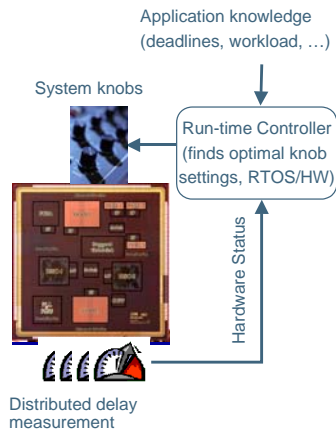 Application knowledge
(deadlines, workload, …)
System knobs
Run-time Controller
(finds optimal knob
settings, RTOS/HW)
Hardware Status
Distributed delay
measurement